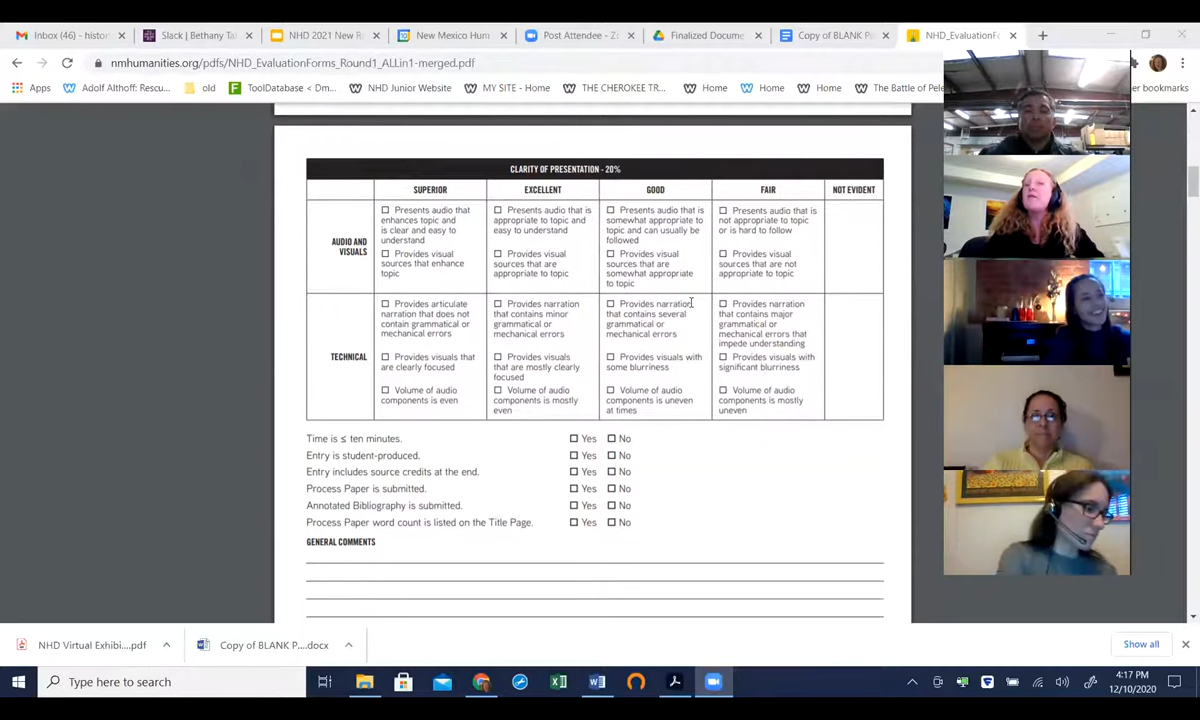 Inbox (46) - histor
Slack | Bethany Ta
NHD 2021 New R
New Mexico Hum
Post Attendee - Zo
Finalized Docume
Copy of BLANK P
NHD_EvaluationFo
nmhumanities.org/pdfs/NHD_EvaluationForms_Round1_ALLin1-merged.pdf
Apps
Adolf Althoff: Rescu...
old
ToolDatabase < Dm...
NHD Junior Website
MY SITE - Home
THE CHEROKEE TR...
Home
Home
Home
The Battle of Pele
er bookmarks
CLARITY OF PRESENTATION - 20%
SUPERIOR
EXCELLENT
GOOD
FAIR
NOT EVIDENT
AUDIO AND
VISUALS
Presents audio that
enhances topic and
is clear and easy to
understand
Provides visual
sources that enhance
topic
Presents audio that is
appropriate to topic and
easy to understand
Provides visual
sources that are
appropriate to topic
Presents audio that is
somewhat appropriate to
topic and can usually be
followed
Provides visual
sources that are
somewhat appropriate
to topic
Presents audio that is
not appropriate to topic
or is hard to follow
Provides visual
sources that are not
appropriate to topic
TECHNICAL
Provides articulate
narration that does not
contain grammatical or
mechanical errors
Provides visuals that
are clearly focused
Volume of audio
components is even
Provides narration
that contains minor
grammatical or
mechanical errors
Provides visuals
that are mostly clearly
focused
Volume of audio
components is mostly
even
Provides narration
that contains several
grammatical or
mechanical errors
Provides visuals with
some blurriness
Volume of audio
components is uneven
at times
Provides narration
that contains major
grammatical or
mechanical errors that
impede understanding
Provides visuals with
significant blurriness
Volume of audio
components is mostly
uneven
Time is ≤ ten minutes. Yes No
Entry is student-produced. Yes No
Entry includes source credits at the end. Yes No
Process Paper is submitted. Yes No
Annotated Bibliography is submitted. Yes No
Process Paper word count is listed on the Title Page. Yes No
GENERAL COMMENTS
NHD Virtual Exhibi....pdf
Copy of BLANK P....docx
Show all
Type here to search
4:17 PM
12/10/2020